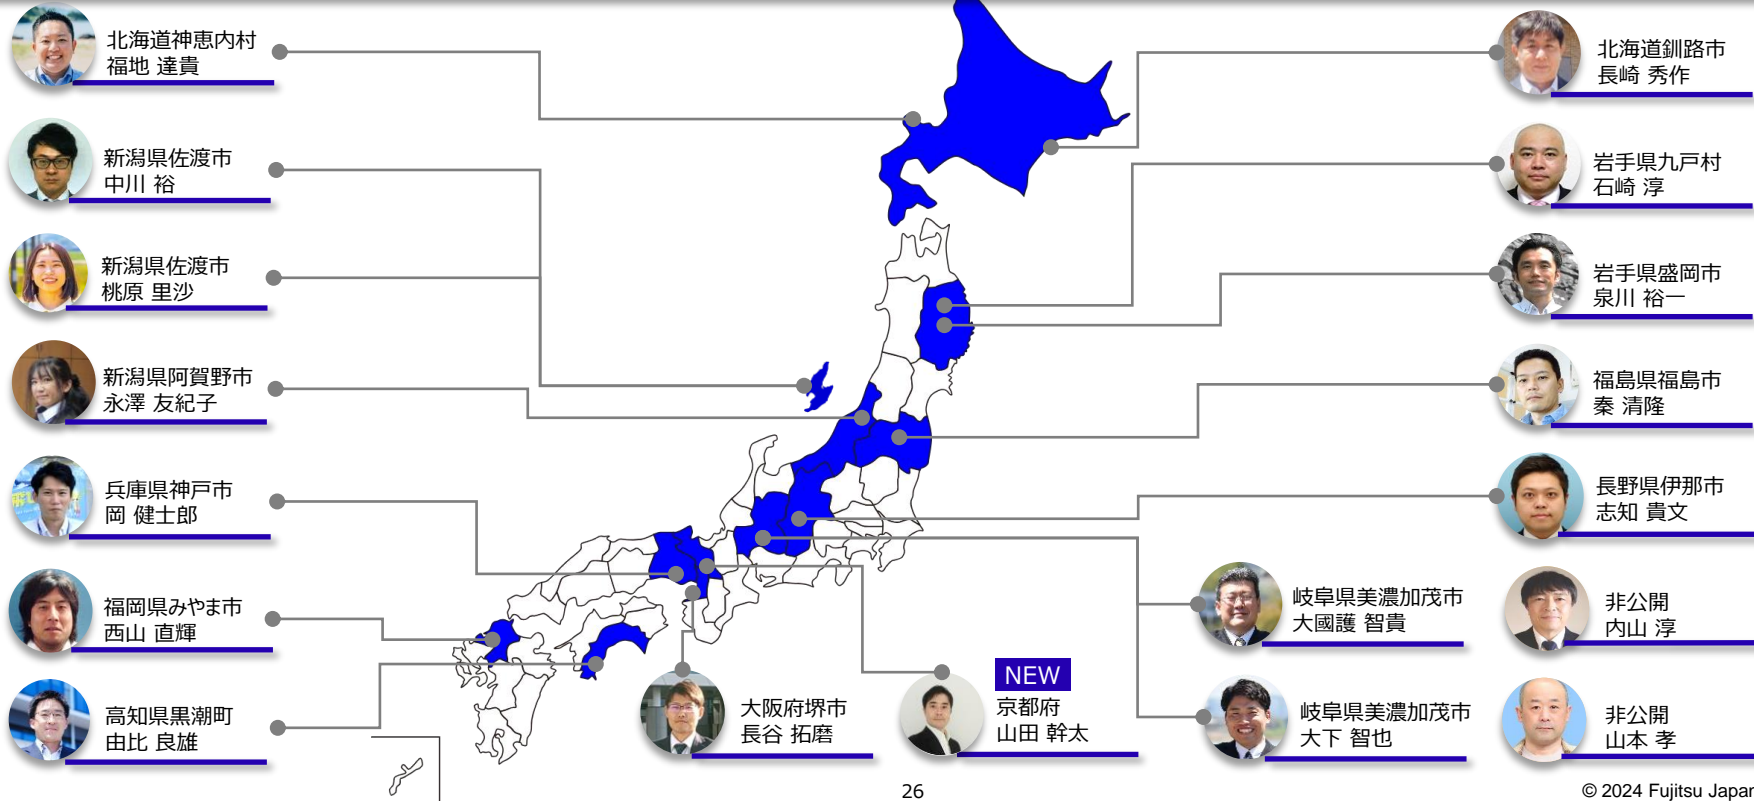 北海道神恵内村
福地 達貴
新潟県佐渡市
中川 裕
新潟県佐渡市
桃原 里沙
新潟県阿賀野市
永澤 友紀子
兵庫県神戸市
岡 健士郎
福岡県みやま市
西山 直輝
高知県黒潮町
由比 良雄
大阪府堺市
長谷 拓磨
NEW
京都府
山田 幹太
北海道釧路市
長崎 秀作
岩手県九戸村
石崎 淳
岩手県盛岡市
泉川 裕一
福島県福島市
秦 清隆
長野県伊那市
志知 貴文
岐阜県美濃加茂市
大國護 智貴
非公開
内山 淳
岐阜県美濃加茂市
大下 智也
非公開
山本 孝
26
© 2024 Fujitsu Japan